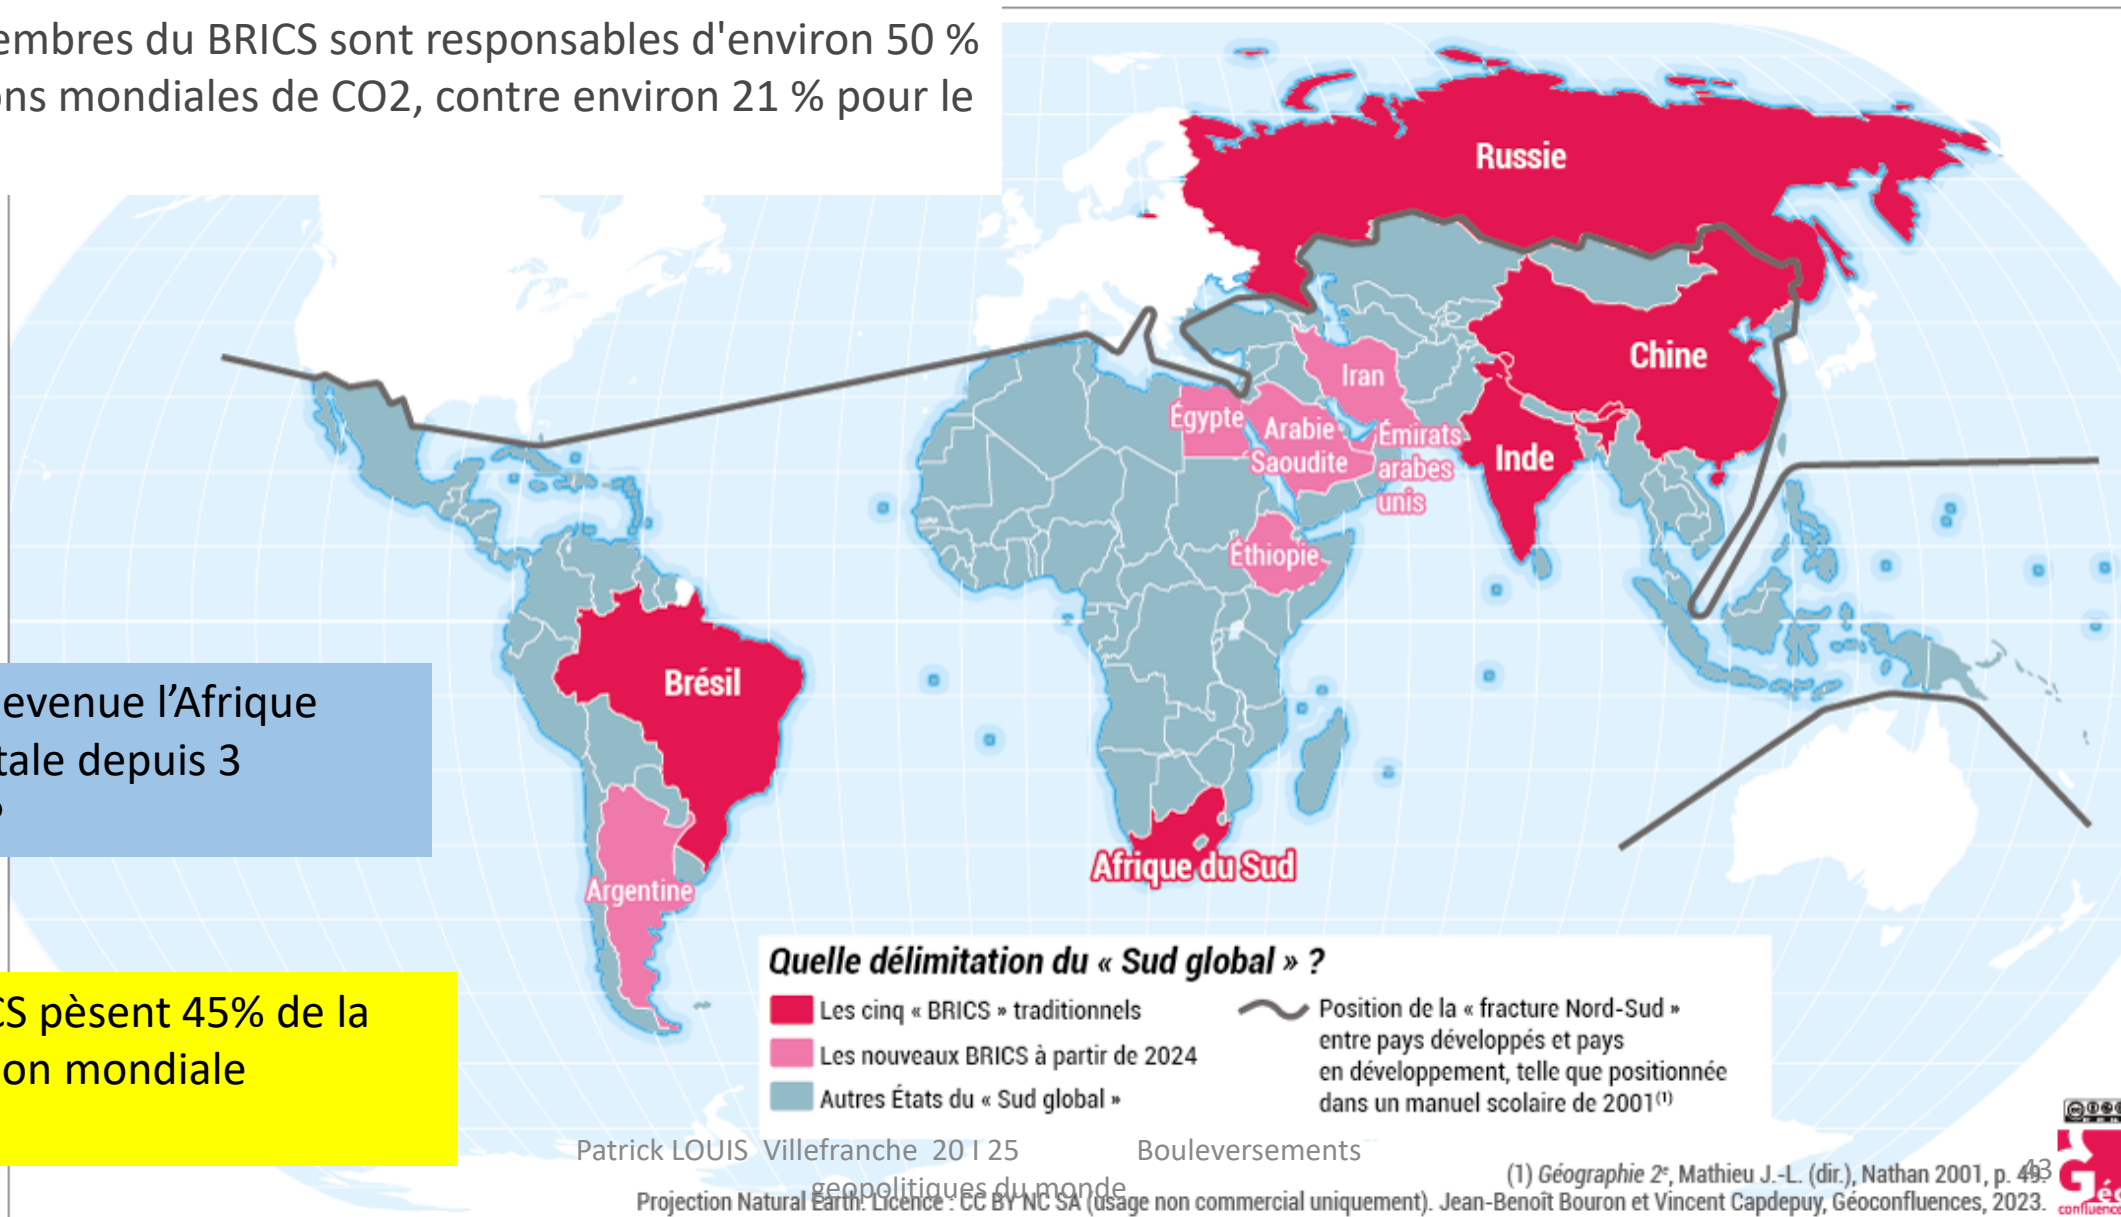 embres du BRICS sont responsables d'environ 50 %
ons mondiales de CO2, contre environ 21 % pour le
Russie
Chine
Iran
Égypte
Arabie
Saoudite
Émirats
arabes
unis
Inde
Éthiopie
Brésil
evenue l’Afrique
tale depuis 3
Afrique du Sud
Argentine
CS pèsent 45% de la
on mondiale
Quelle délimitation du « Sud global » ?
Les cinq « BRICS » traditionnels
Les nouveaux BRICS à partir de 2024
Autres États du « Sud global »
Position de la « fracture Nord-Sud »
entre pays développés et pays
en développement, telle que positionnée
dans un manuel scolaire de 2001(1)
Patrick LOUIS Villefranche 20 I 25 Bouleversements
geopolitiques du monde
43
(1) Géographie 2e, Mathieu J.-L. (dir.), Nathan 2001, p. 49.
Projection Natural Earth. Licence : CC BY NC SA (usage non commercial uniquement). Jean-Benoît Bouron et Vincent Capdepuy, Géoconfluences, 2023.
Géo
confluences